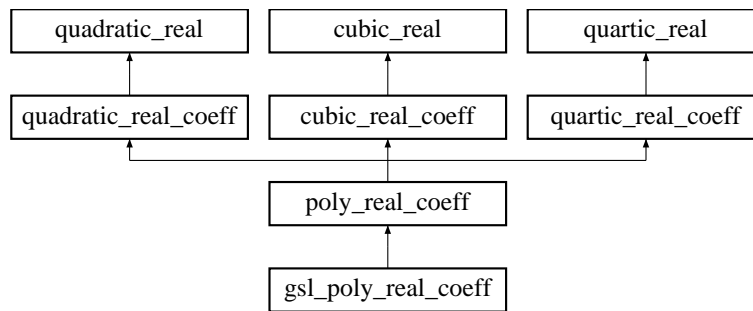 quadratic_real
cubic_real
quartic_real
quadratic_real_coeff
cubic_real_coeff
quartic_real_coeff
poly_real_coeff
gsl_poly_real_coeff